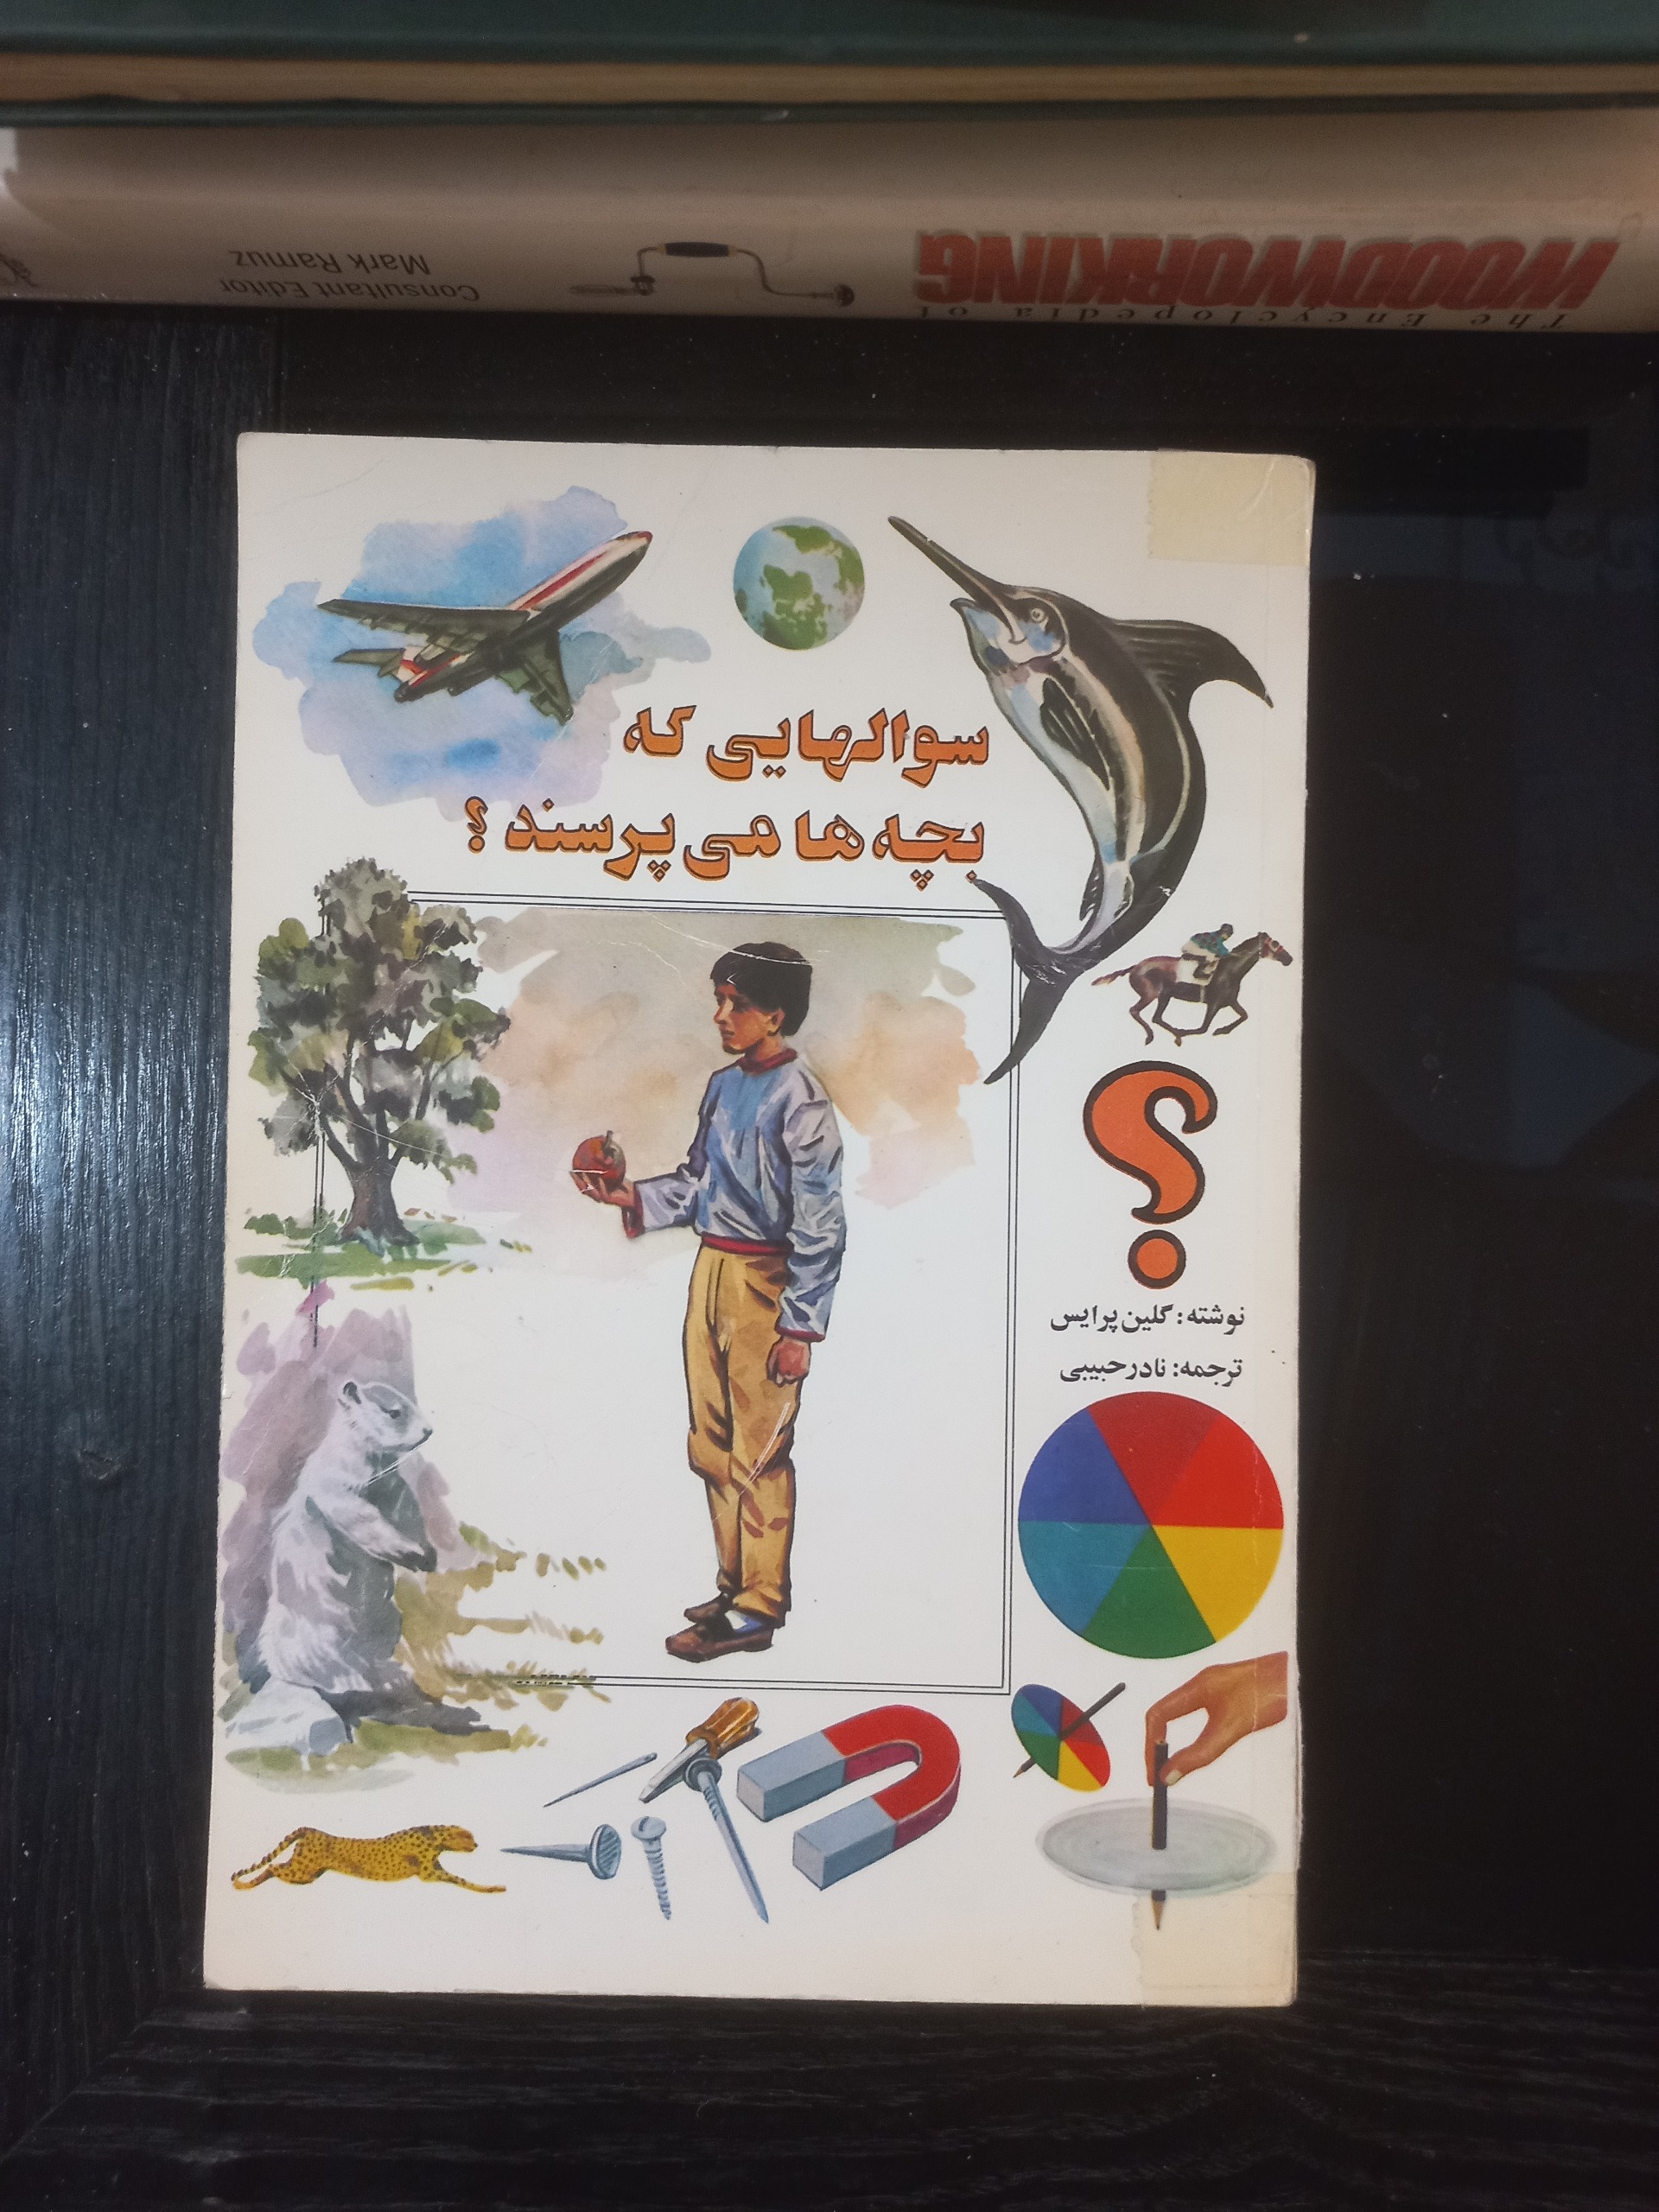 The Encyclopedia of
WOODWORKING
Consultant Editor
Mark Ramuz
سوالهایی که
بچه ها می پرسند ؟
؟
نوشته: گلین پرایس
ترجمه: نادر حبیبی